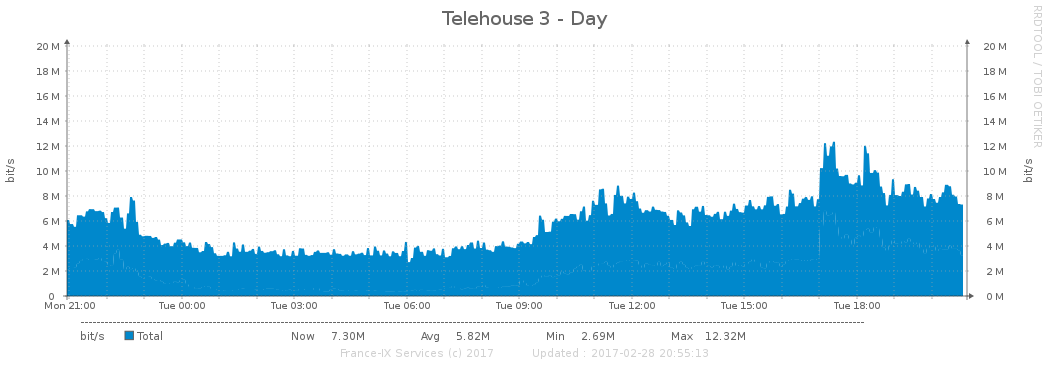 Telehouse 3 - Day
RRDTOOL / TOBI OETIKER
bit/s
20 M 20 M
18 M 18 M
16 M 16 M
14 M 14 M
12 M 12 M
10 M 10 M
8 M 8 M
6 M 6 M
4 M 4 M
2 M 2 M
0 0 M
bit/s
Mon 21:00 Tue 00:00 Tue 03:00 Tue 06:00 Tue 09:00 Tue 12:00 Tue 15:00 Tue 18:00
bit/s Total Now 7.30M Avg 5.82M Min 2.69M Max 12.32M
France-IX Services (c) 2017 Updated : 2017-02-28 20:55:13